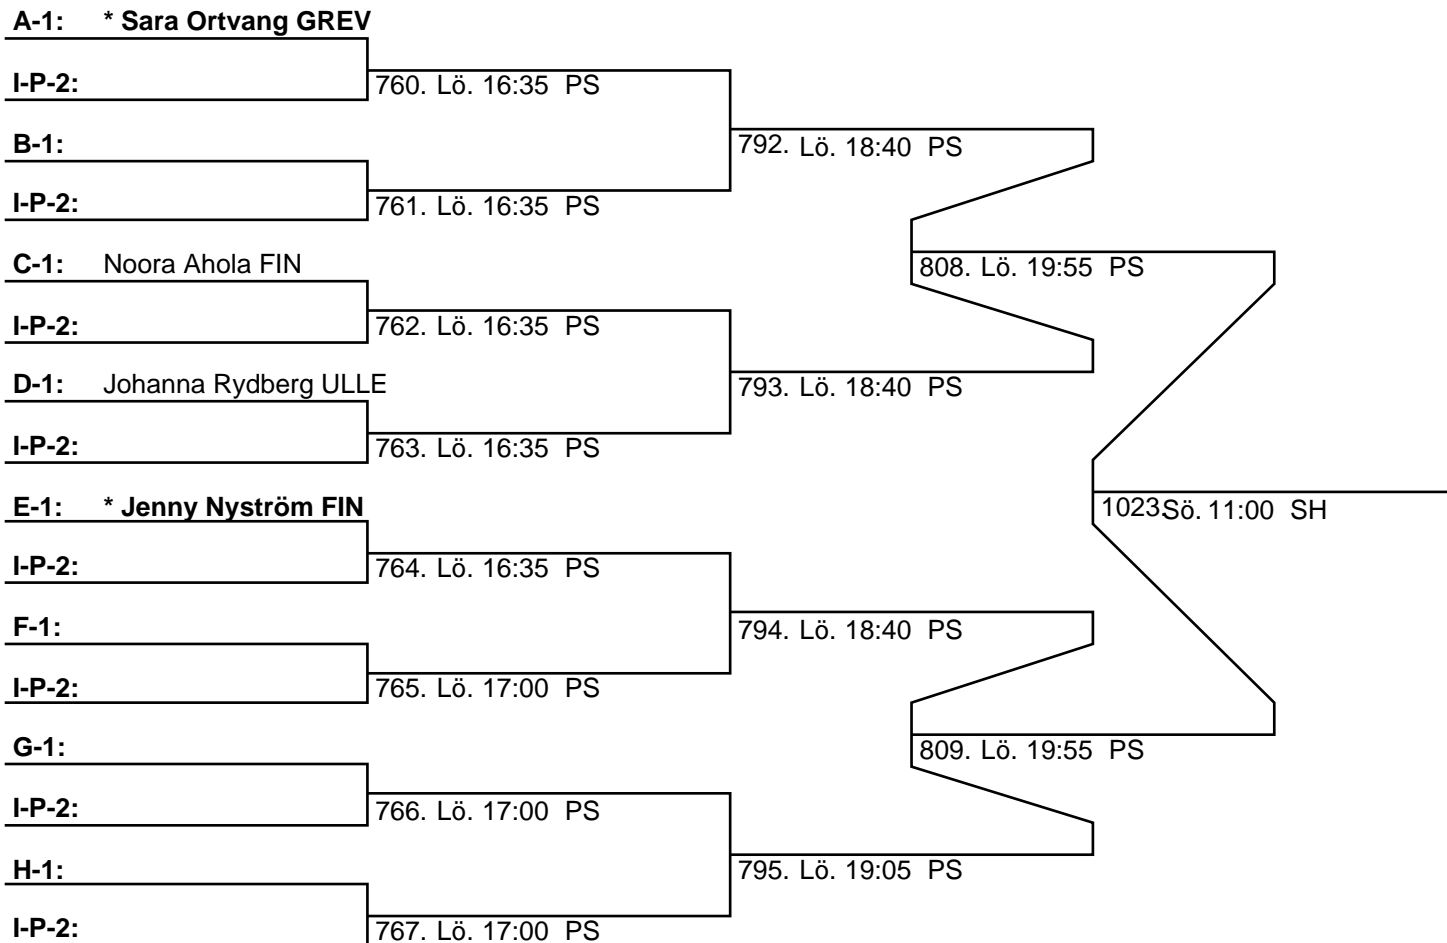 A-1: * Sara Ortvang GREV
I-P-2:
760. Lö. 16:35 PS
B-1:
792. Lö. 18:40 PS
I-P-2:
761. Lö. 16:35 PS
C-1: Noora Ahola FIN
808. Lö. 19:55 PS
I-P-2:
762. Lö. 16:35 PS
D-1: Johanna Rydberg ULLE
793. Lö. 18:40 PS
I-P-2:
763. Lö. 16:35 PS
E-1: * Jenny Nyström FIN
1023. Sö. 11:00 SH
I-P-2:
764. Lö. 16:35 PS
F-1:
794. Lö. 18:40 PS
I-P-2:
765. Lö. 17:00 PS
G-1:
809. Lö. 19:55 PS
I-P-2:
766. Lö. 17:00 PS
H-1:
795. Lö. 19:05 PS
I-P-2:
767. Lö. 17:00 PS